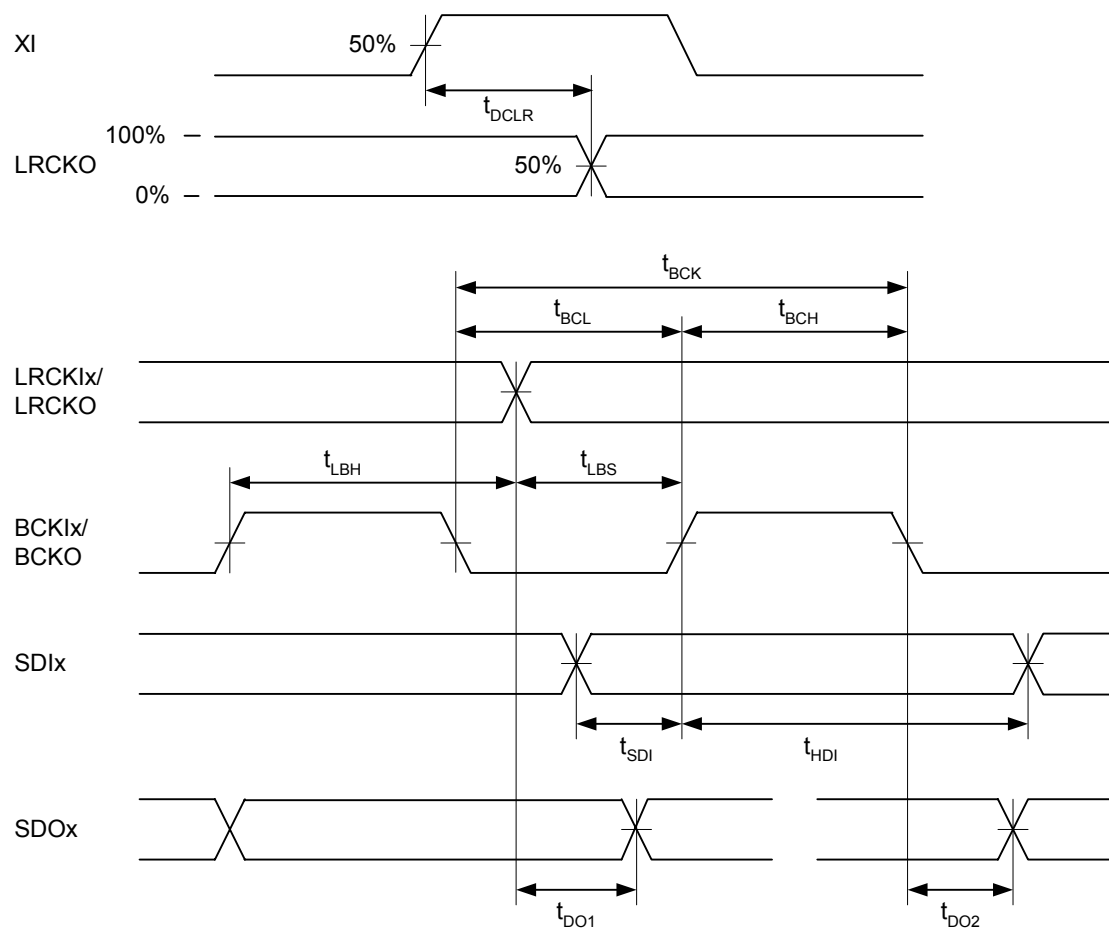 XI
50%
tDCLR
100%
LRCKO
50%
0%
tBCK
tBCL
tBCH
LRCKIx/
LRCKO
tLBH
tLBS
BCKIx/
BCKO
SDIx
tSDI
tHDI
SDOx
tDO1
tDO2